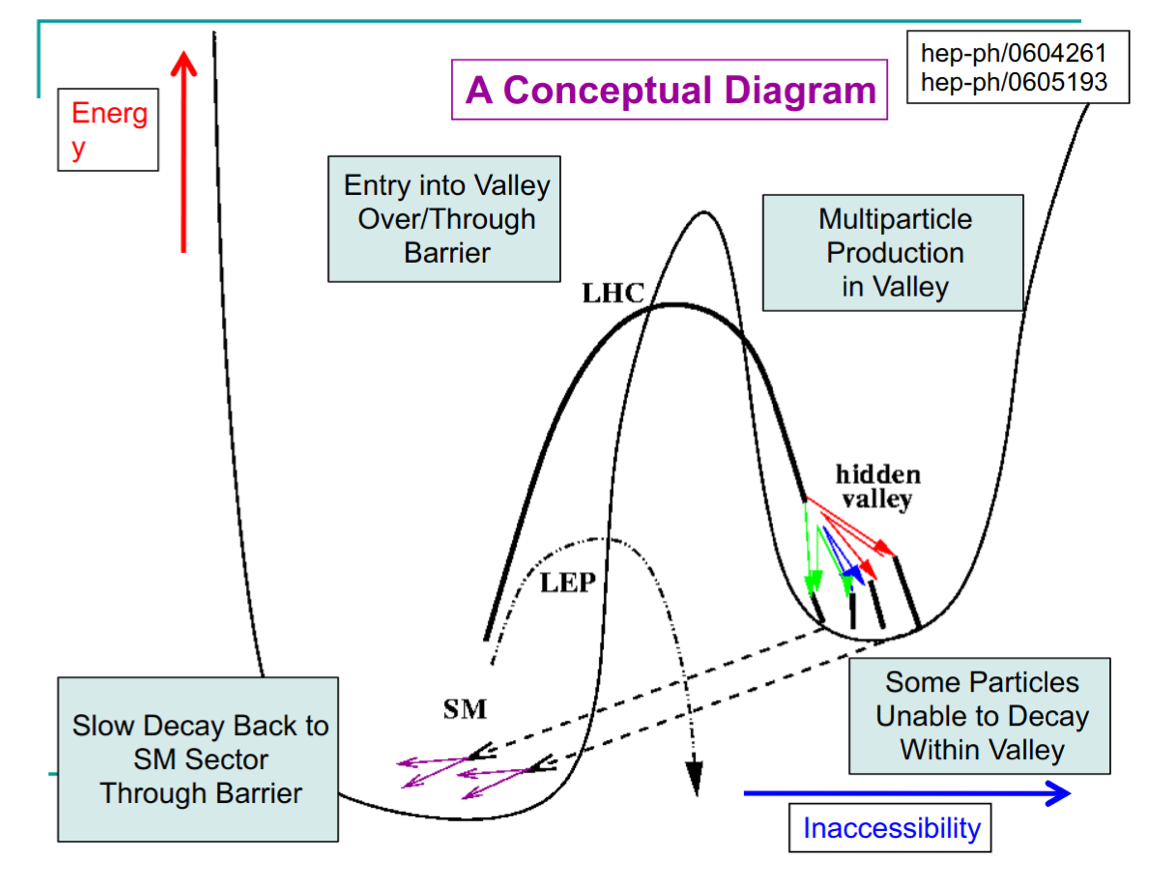 hep-ph/0604261
hep-ph/0605193
A Conceptual Diagram
Energ
y
Entry into Valley
Over/Through
Barrier
Multiparticle
Production
in Valley
LHC
hidden
valley
LEP
SM
Some Particles
Unable to Decay
Within Valley
Slow Decay Back to
SM Sector
Through Barrier
Inaccessibility